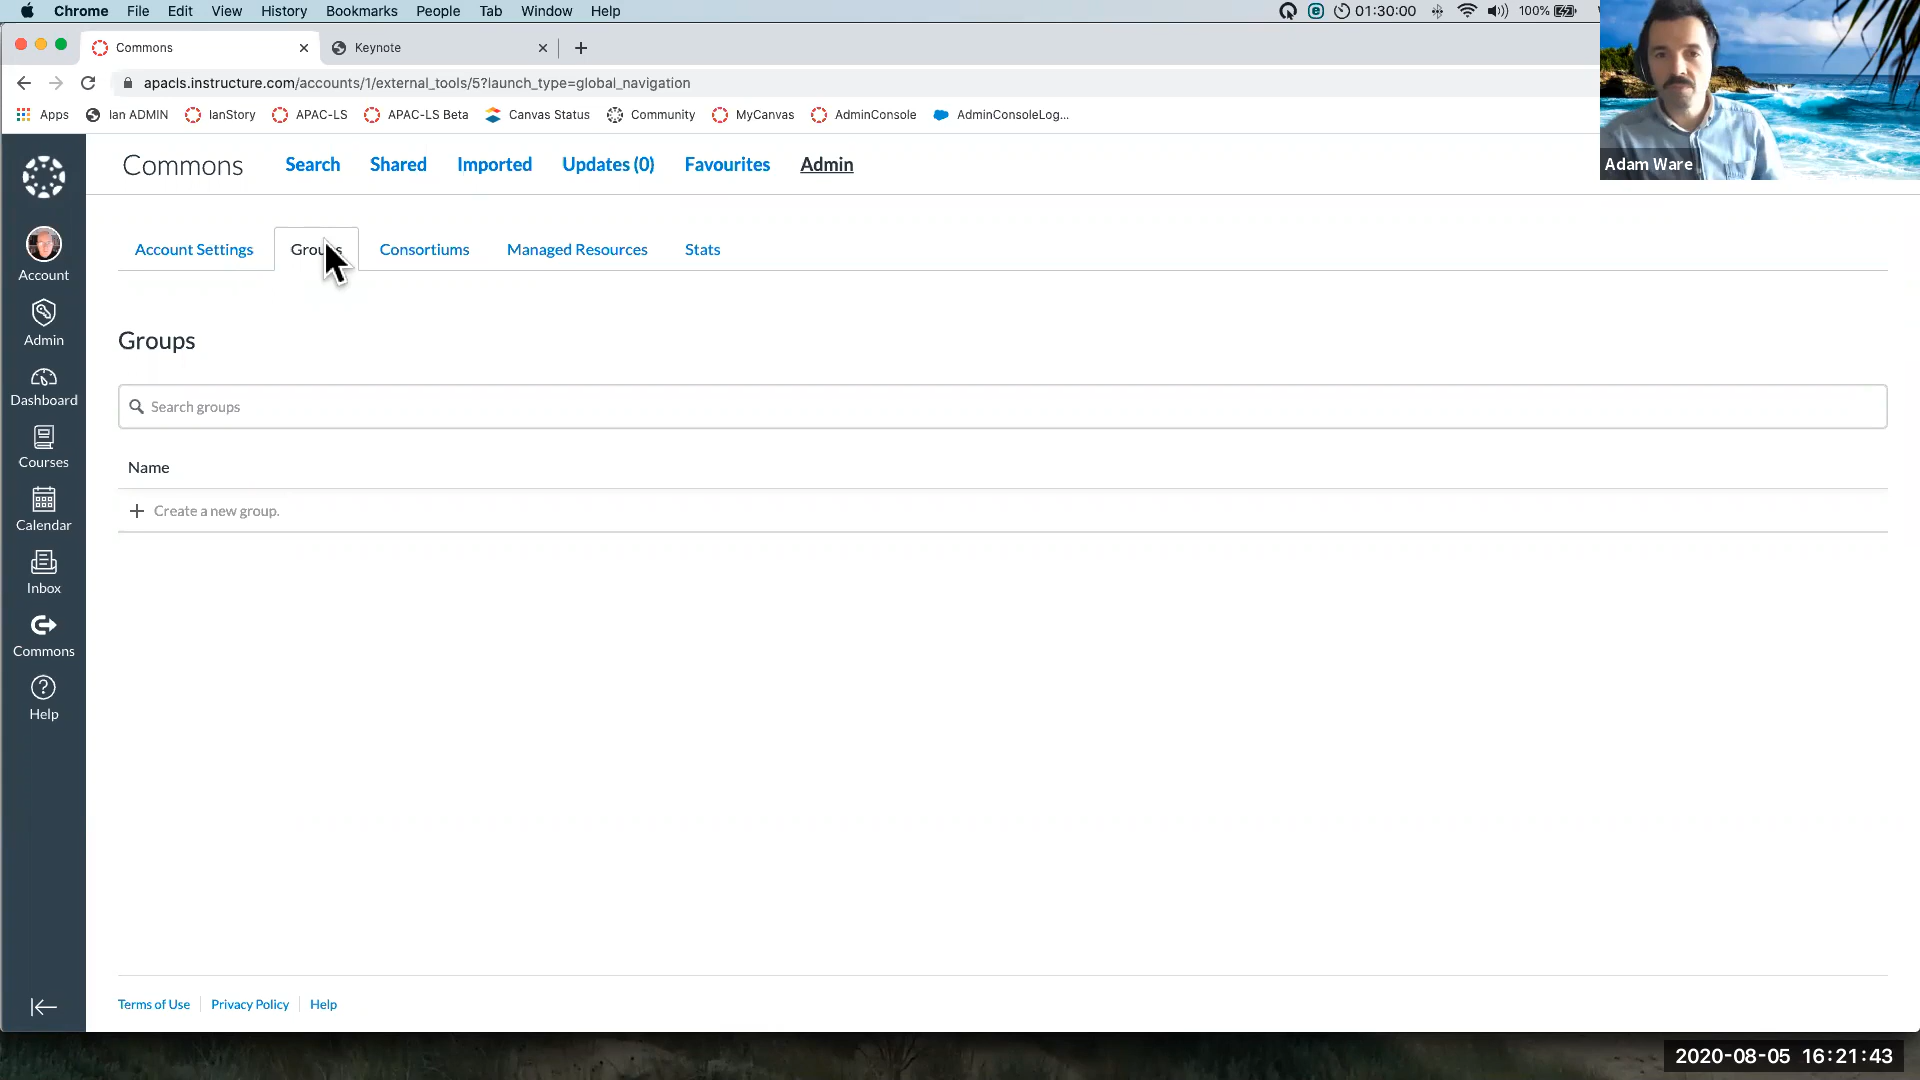 Chrome File Edit View History Bookmarks People Tab Window Help 01:30:00 100%
Commons Keynote
apacls.instructure.com/accounts/1/external_tools/5?launch_type=global_navigation
Apps Ian ADMIN IanStory APAC-LS APAC-LS Beta Canvas Status Community MyCanvas AdminConsole AdminConsoleLog...
Adam Ware
Commons Search Shared Imported Updates (0) Favourites Admin
Account Settings Groups Consortiums Managed Resources Stats
Account
Admin
Dashboard
Courses
Calendar
Inbox
Commons
Help
Groups
Search groups
Name
Create a new group.
Terms of Use Privacy Policy Help
2020-08-05 16:21:43